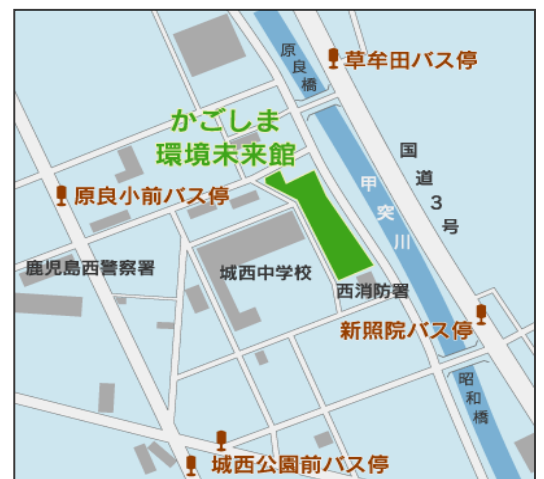 原良橋
草牟田バス停
かごしま
環境未来館
国道3号
甲突川
原良小前バス停
鹿児島西警察署
城西中学校
西消防署
新照院バス停
昭和橋
城西公園前バス停